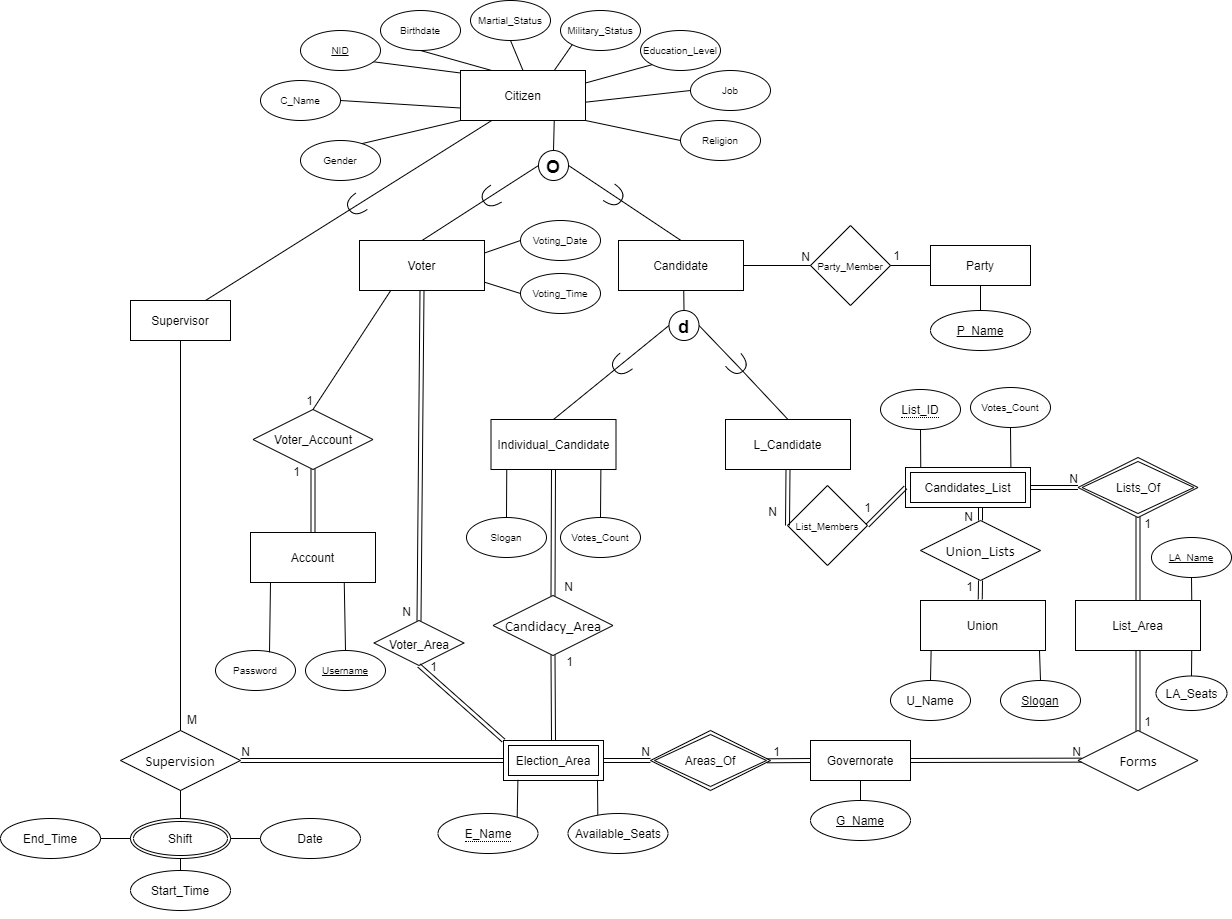 Martial_Status
Birthdate
Military_Status
NID
Education_Level
Citizen
Job
C_Name
Religion
Gender
O
Voting_Date
Voter
Candidate
N
Party_Member
1
Party
Voting_Time
Supervisor
d
P_Name
1
List_ID
Votes_Count
Voter_Account
Individual_Candidate
L_Candidate
1
N
Candidates_List
Lists_Of
N
1
List_Members
N
1
Slogan
Votes_Count
Union_Lists
Account
LA_Name
N
1
N
Candidacy_Area
Union
List_Area
Voter_Area
1
1
Password
Username
U_Name
Slogan
LA_Seats
M
1
N
N
1
N
Supervision
Election_Area
Areas_Of
Governorate
Forms
G_Name
E_Name
Available_Seats
End_Time
Shift
Date
Start_Time